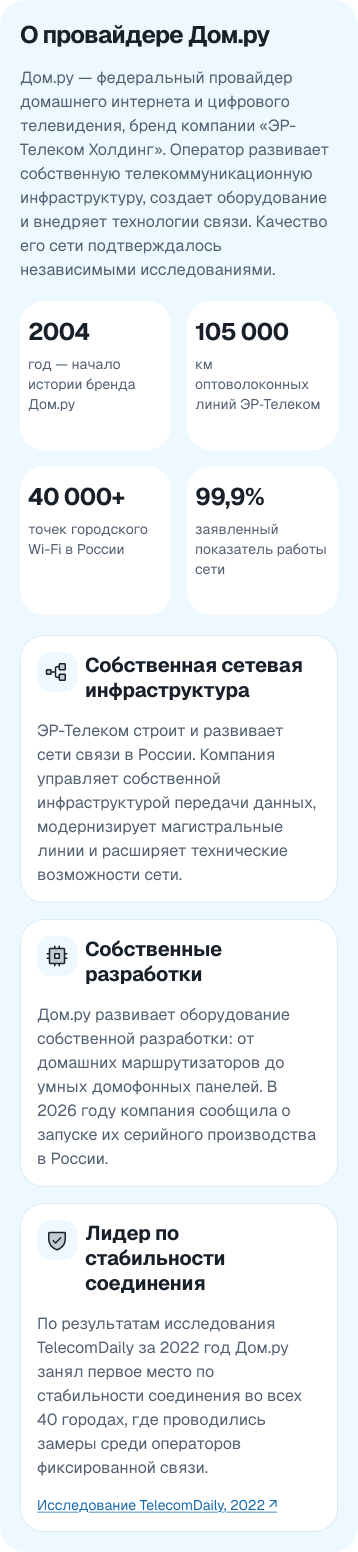 О провайдере Дом.ру
Дом.ру — федеральный провайдер
домашнего интернета и цифрового
телевидения, бренд компании «ЭР-
Телеком Холдинг». Оператор развивает
собственную телекоммуникационную
инфраструктуру, создает оборудование
и внедряет технологии связи. Качество
его сети подтверждалось
независимыми исследованиями.
2004
год — начало
истории бренда
Дом.ру
105 000
км
оптоволоконных
линий ЭР-Телеком
40 000+
точек городского
Wi-Fi в России
99,9%
заявленный
показатель работы
сети
Собственная сетевая
инфраструктура
ЭР-Телеком строит и развивает
сети связи в России. Компания
управляет собственной
инфраструктурой передачи данных,
модернизирует магистральные
линии и расширяет технические
возможности сети.
Собственные
разработки
Дом.ру развивает оборудование
собственной разработки: от
домашних маршрутизаторов до
умных домофонных панелей. В
2026 году компания сообщила о
запуске их серийного производства
в России.
Лидер по
стабильности
соединения
По результатам исследования
TelecomDaily за 2022 год Дом.ру
занял первое место по
стабильности соединения во всех
40 городах, где проводились
замеры среди операторов
фиксированной связи.
Исследование TelecomDaily, 2022 ↗